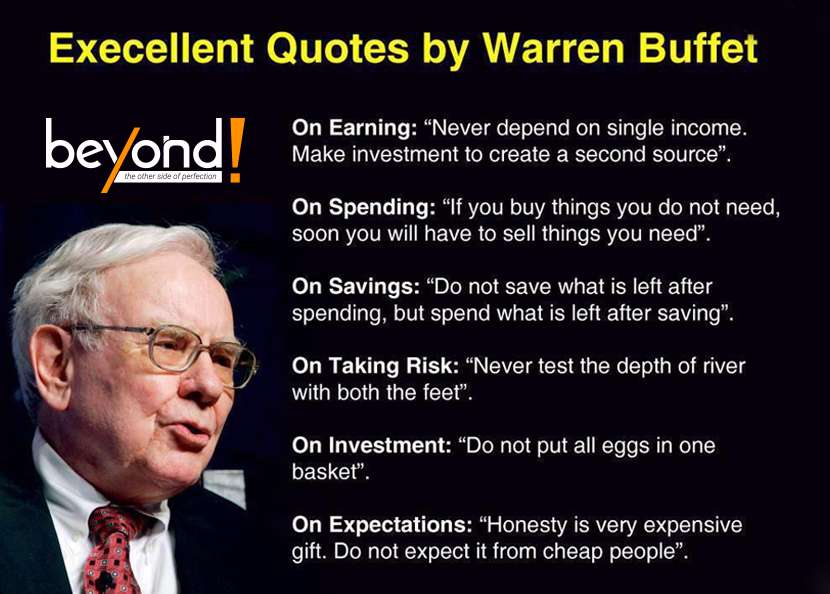 Execellent Quotes by Warren Buffet
beyond!
the other side of perfection
On Earning: “Never depend on single income.
Make investment to create a second source”.
On Spending: “If you buy things you do not need,
soon you will have to sell things you need”.
On Savings: “Do not save what is left after
spending, but spend what is left after saving”.
On Taking Risk: “Never test the depth of river
with both the feet”.
On Investment: “Do not put all eggs in one
basket”.
On Expectations: “Honesty is very expensive
gift. Do not expect it from cheap people”.